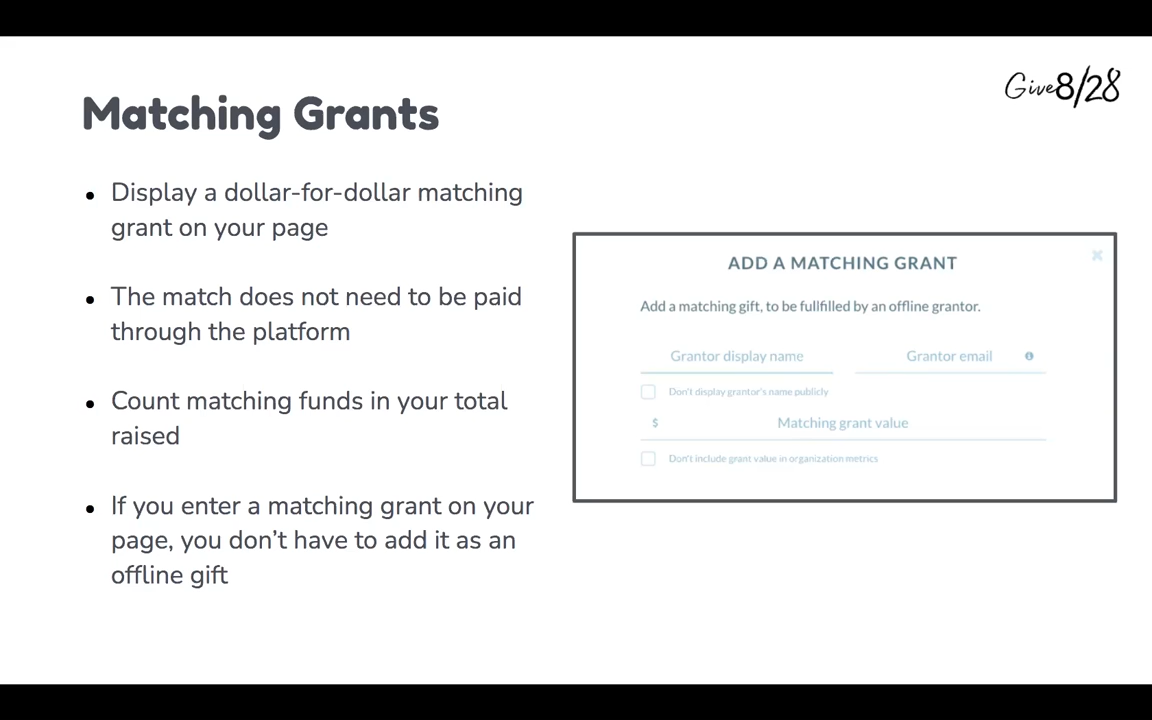 Give8/28
Matching Grants
• Display a dollar-for-dollar matching
grant on your page
• The match does not need to be paid
through the platform
• Count matching funds in your total
raised
• If you enter a matching grant on your
page, you don’t have to add it as an
offline gift
ADD A MATCHING GRANT
Add a matching gift, to be fullfilled by an offline grantor.
Grantor display name Grantor email
Don't display grantor's name publicly
$ Matching grant value
Don't include grant value in organization metrics